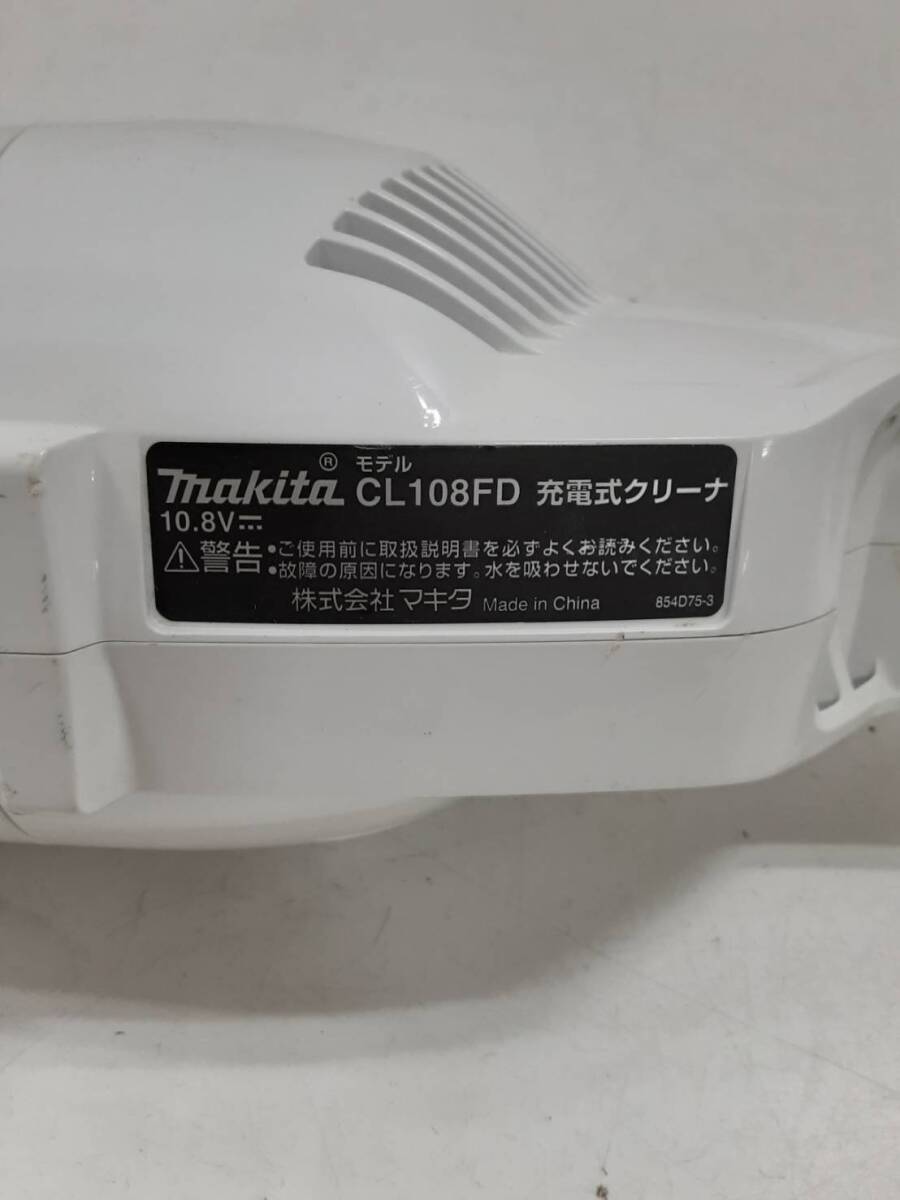 makita® モデル CL108FD 充電式クリーナ
10.8V⎓
⚠警告 •ご使用前に取扱説明書を必ずよくお読みください。
•故障の原因になります。水を吸わせないでください。
株式会社 マキタ Made in China 854D75-3